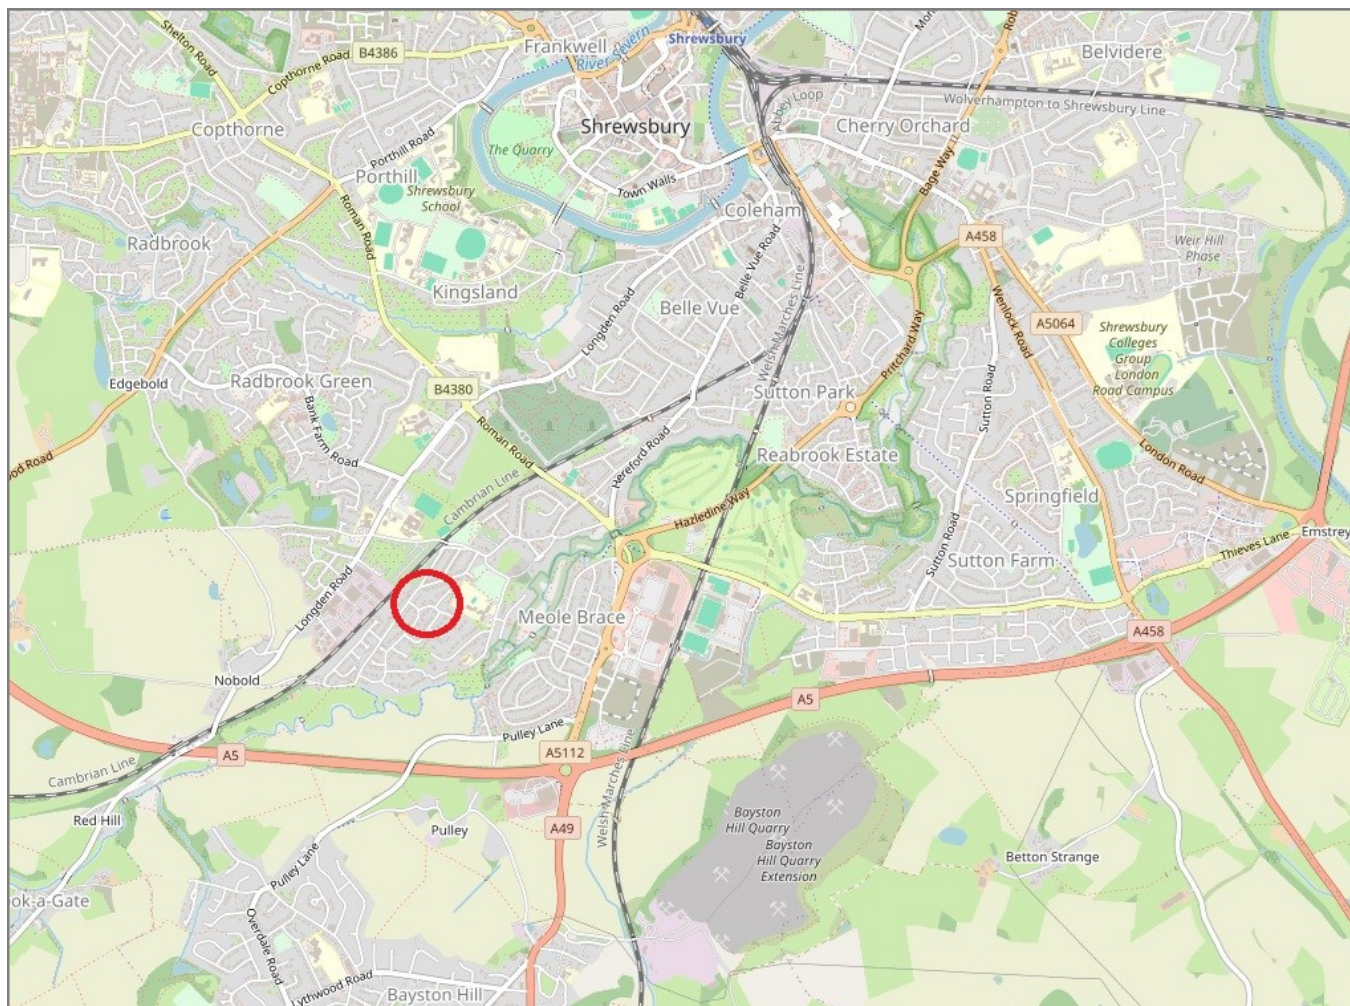 Shelton Road
Copthorne Road
B4386
Frankwell
River Severn
Shrewsbury
Belvidere
Abbey Loop
Wolverhampton to Shrewsbury Line
Copthorne
Porthill Road
The Quarry
Shrewsbury
Cherry Orchard
Porthill
Shrewsbury
School
Town Walls
Bage Way
Roman Road
Coleham
A458
Radbrook
Weir Hill
Phase
1
Kingsland
Belle Vue Road
Belle Vue
Longden Road
Welsh Marches Line
Wenlock Road
A5064
Shrewsbury
Colleges
Group
London
Road Campus
Pritchard Way
Edgebold
Radbrook Green
B4380
Sutton Park
Sutton Road
Bank Farm Road
Roman Road
Hereford Road
Reabrook Estate
London Road
Cambrian Line
Springfield
Hazledine Way
Emstrey
Thieves Lane
Sutton Road
Sutton Farm
Longden Road
Meole Brace
A458
Nobold
A5
Pulley Lane
A5
A5112
Cambrian Line
Welsh Marches Line
Red Hill
Pulley
A49
Bayston
Hill Quarry
Bayston
Hill Quarry
Extension
Betton Strange
Pulley Lane
ook-a-Gate
Overdale Road
Lythwood Road
Bayston Hill